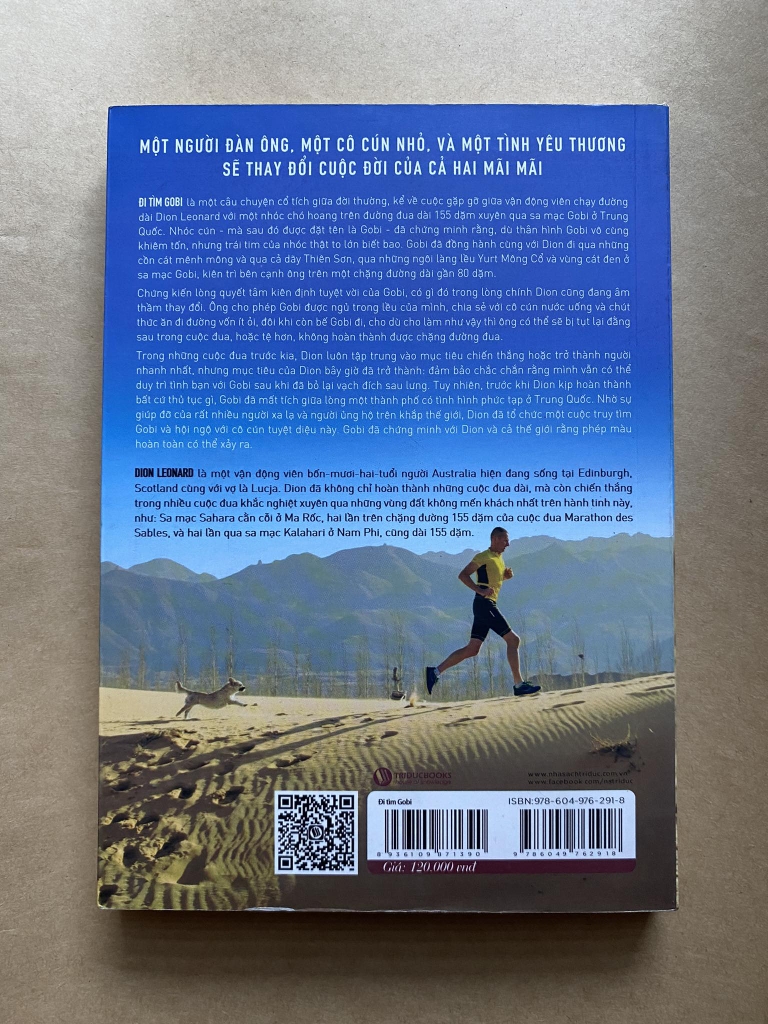 MỘT NGƯỜI ĐÀN ÔNG, MỘT CÔ CÚN NHỎ, VÀ MỘT TÌNH YÊU THƯƠNG
SẼ THAY ĐỔI CUỘC ĐỜI CỦA CẢ HAI MÃI MÃI
ĐI TÌM GOBI là một câu chuyện cổ tích giữa đời thường, kể về cuộc gặp gỡ giữa vận động viên chạy đường
dài Dion Leonard với một nhóc chó hoang trên đường đua dài 155 dặm xuyên qua sa mạc Gobi ở Trung
Quốc. Nhóc cún - mà sau đó được đặt tên là Gobi - đã chứng minh rằng, dù thân hình Gobi vô cùng
khiêm tốn, nhưng trái tim của nhóc thật to lớn biết bao. Gobi đã đồng hành cùng với Dion đi qua những
cồn cát mênh mông và qua cả dãy Thiên Sơn, qua những ngôi làng lều Yurt Mông Cổ và vùng cát đen ở
sa mạc Gobi, kiên trì bên cạnh ông trên một chặng đường dài gần 80 dặm.
Chứng kiến lòng quyết tâm kiên định tuyệt vời của Gobi, có gì đó trong lòng chính Dion cũng đang âm
thầm thay đổi. Ông cho phép Gobi được ngủ trong lều của mình, chia sẻ với cô cún nước uống và chút
thức ăn đi đường vốn ít ỏi, đôi khi còn bế Gobi đi, cho dù cho làm như vậy thì ông có thể sẽ bị tụt lại đằng
sau trong cuộc đua, hoặc tệ hơn, không hoàn thành được chặng đường đua.
Trong những cuộc đua trước kia, Dion luôn tập trung vào mục tiêu chiến thắng hoặc trở thành người
nhanh nhất, nhưng mục tiêu của Dion bây giờ đã trở thành: đảm bảo chắc chắn rằng mình vẫn có thể
duy trì tình bạn với Gobi sau khi đã bỏ lại vạch đích sau lưng. Tuy nhiên, trước khi Dion kịp hoàn thành
bất cứ thủ tục gì, Gobi đã mất tích giữa lòng một thành phố có tình hình phức tạp ở Trung Quốc. Nhờ sự
giúp đỡ của rất nhiều người xa lạ và người ủng hộ trên khắp thế giới, Dion đã tổ chức một cuộc truy tìm
Gobi và hội ngộ với cô cún tuyệt diệu này. Gobi đã chứng minh với Dion và cả thế giới rằng phép màu
hoàn toàn có thể xảy ra.
DION LEONARD là một vận động viên bốn-mươi-hai-tuổi người Australia hiện đang sống tại Edinburgh,
Scotland cùng với vợ là Lucja. Dion đã không chỉ hoàn thành những cuộc đua dài, mà còn chiến thắng
trong nhiều cuộc đua khắc nghiệt xuyên qua những vùng đất không mến khách nhất trên hành tinh này,
như: Sa mạc Sahara cằn cỗi ở Ma Rốc, hai lần trên chặng đường 155 dặm của cuộc đua Marathon des
Sables, và hai lần qua sa mạc Kalahari ở Nam Phi, cũng dài 155 dặm.
TRIDUCBOOKS
www.nhasachtriduc.com.vn
Đi tìm Gobi
ISBN:978-604-976-291-8
8 936109 871390
9 786049 762918
Giá: 120.000 vnđ